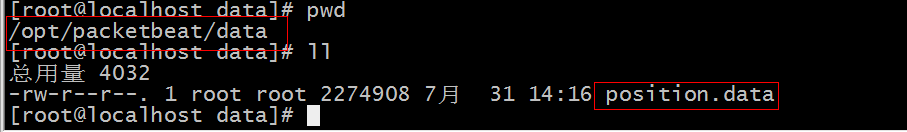 [root@localhost data]# pwd
/opt/packetbeat/data
[root@localhost data]# ll
总用量 4032
-rw-r--r--. 1 root root 2274908 7月  31 14:16 position.data
[root@localhost data]#